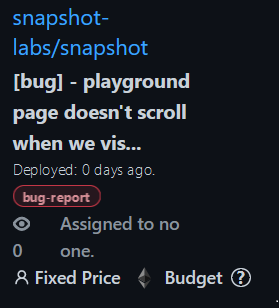 snapshot-
labs/snapshot
[bug] - playground
page doesn't scroll
when we vis...
Deployed: 0 days ago.
bug-report
Assigned to no
0 one.
Fixed Price Budget ?